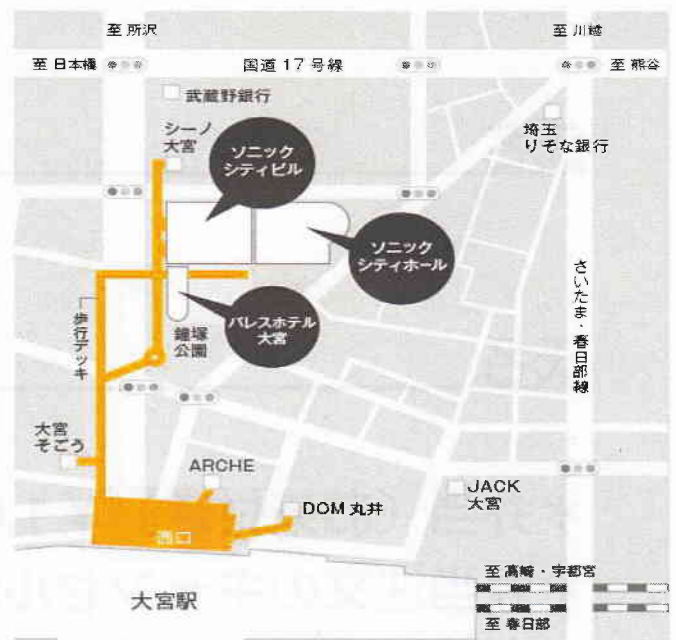 至 所沢
至 川越
至 日本橋
国道 17 号線
至 熊谷
武蔵野銀行
シーノ
大宮
ソニック
シティビル
埼玉
りそな銀行
ソニック
シティホール
さいたま・春日部線
歩行デッキ
鐘塚
公園
パレスホテル
大宮
大宮
そごう
ARCHE
DOM 丸井
JACK
大宮
西口
大宮駅
至 高崎・宇都宮
至 春日部